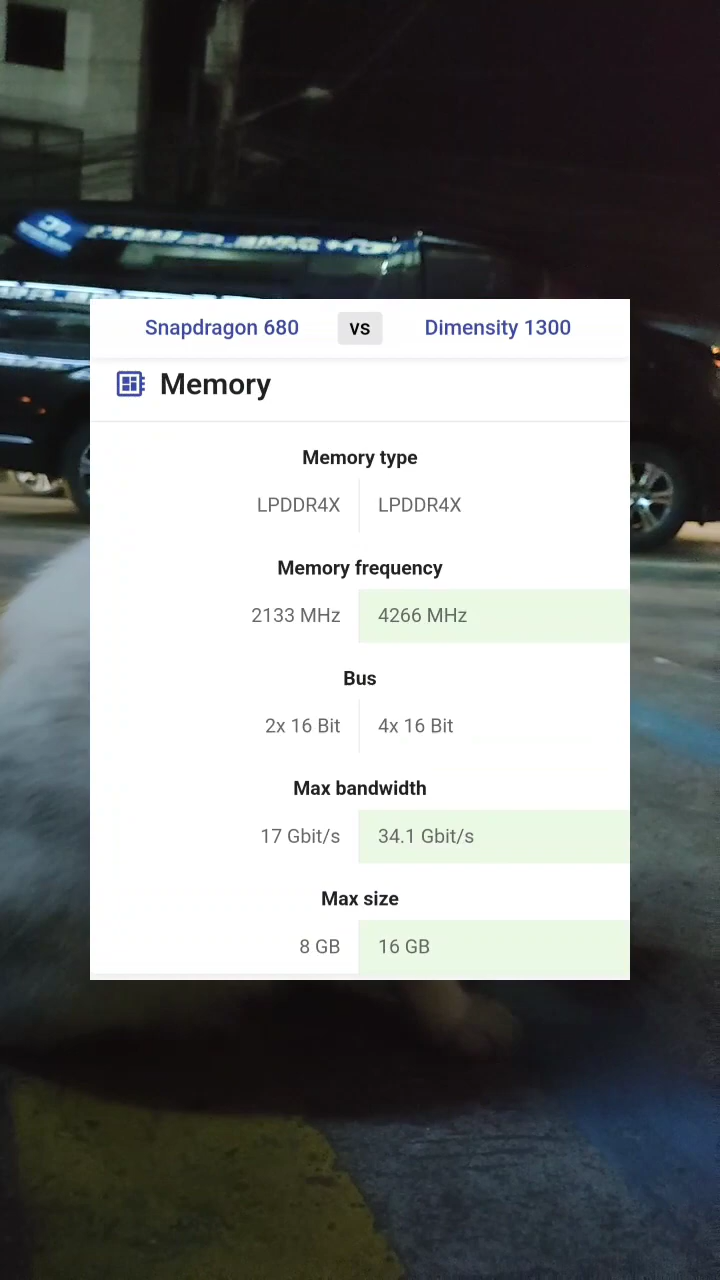 Snapdragon 680 vs Dimensity 1300
Memory
Memory type
LPDDR4X LPDDR4X
Memory frequency
2133 MHz 4266 MHz
Bus
2x 16 Bit 4x 16 Bit
Max bandwidth
17 Gbit/s 34.1 Gbit/s
Max size
8 GB 16 GB